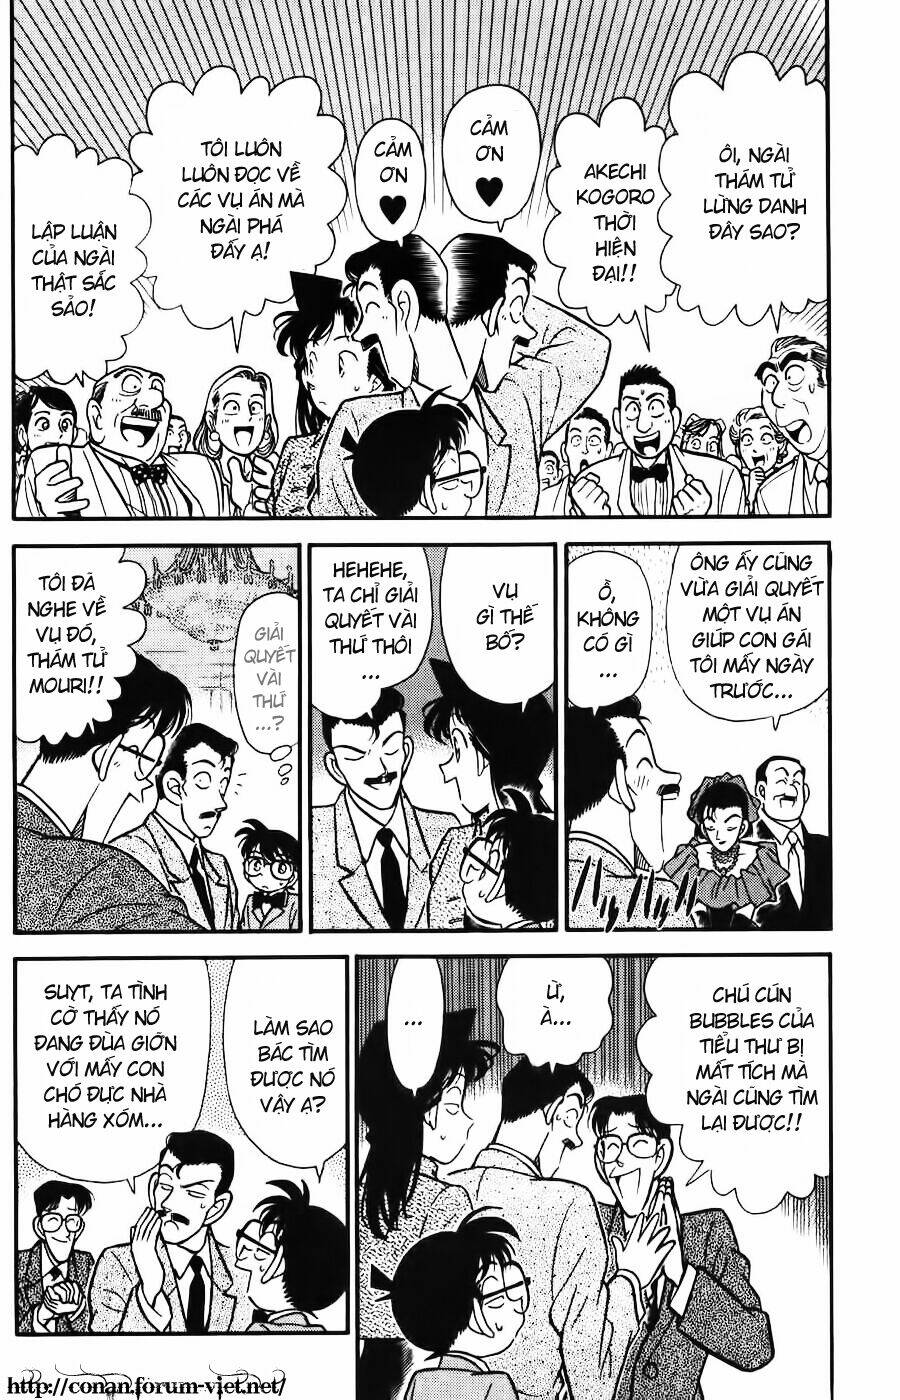 ÔI, NGÀI
THÁM TỬ
LỪNG DANH
ĐÂY SAO?
AKECHI
KOGORO
THỜI
HIỆN
ĐẠI!!
CẢM
ƠN
CẢM
ƠN
TÔI LUÔN
LUÔN ĐỌC VỀ
CÁC VỤ ÁN MÀ
NGÀI PHÁ
ĐẤY Ạ!
LẬP LUẬN
CỦA NGÀI
THẬT SẮC
SẢO!
ÔNG ẤY CŨNG
VỪA GIẢI QUYẾT
MỘT VỤ ÁN
GIÚP CON GÁI
TÔI MẤY NGÀY
TRƯỚC...
Ồ,
KHÔNG
CÓ GÌ
...
VỤ
GÌ THẾ
BỐ?
HEHEHE,
TA CHỈ GIẢI
QUYẾT VÀI
THỨ THÔI
...
GIẢI
QUYẾT
VÀI
THỨ
...?
TÔI ĐÃ
NGHE VỀ
VỤ ĐÓ,
THÁM TỬ
MOURI!!
CHÚ CÚN
BUBBLES CỦA
TIỂU THƯ BỊ
MẤT TÍCH MÀ
NGÀI CŨNG TÌM
LẠI ĐƯỢC!!
Ừ,
À...
...
LÀM SAO
BÁC TÌM
ĐƯỢC NÓ
VẬY Ạ?
SUYT, TA TÌNH
CỜ THẤY NÓ
ĐANG ĐÙA GIỠN
VỚI MẤY CON
CHÓ ĐỰC NHÀ
HÀNG XÓM...
http://conan.forum-viet.net/